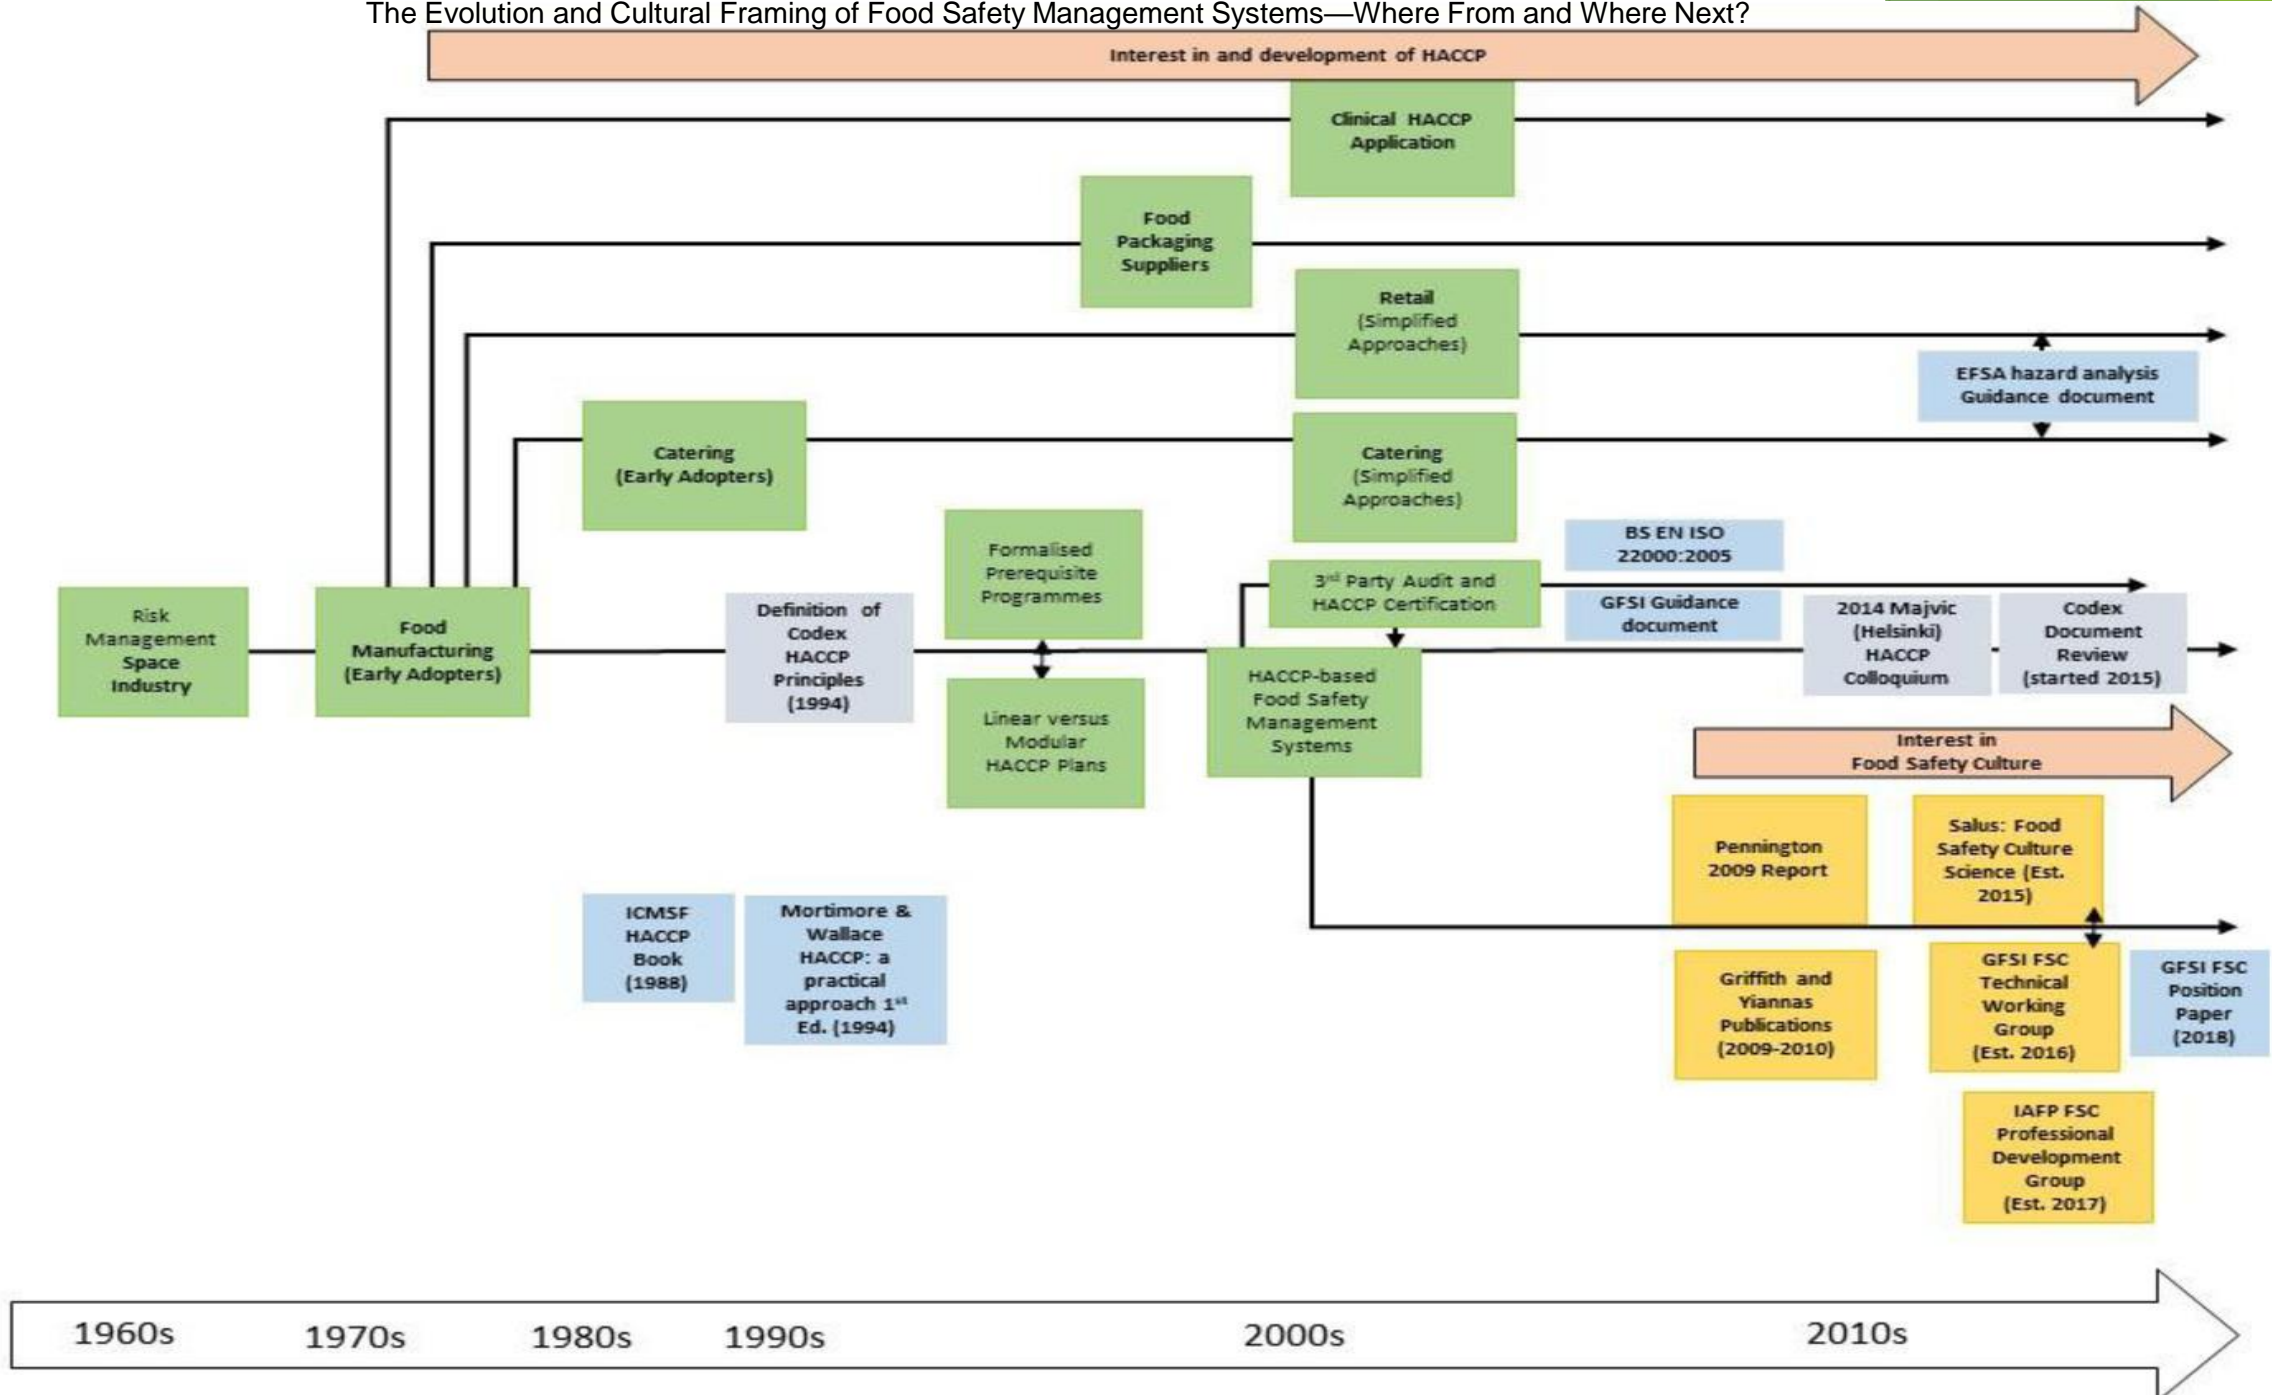 The Evolution and Cultural Framing of Food Safety Management Systems—Where From and Where Next?
Interest in and development of HACCP
Clinical HACCP
Application
Food
Packaging
Suppliers
Retail
(Simplified
Approaches)
EFSA hazard analysis
Guidance document
Catering
(Early Adopters)
Catering
(Simplified
Approaches)
Formalised
Prerequisite
Programmes
BS EN ISO
22000:2005
3rd Party Audit and
HACCP Certification
GFSI Guidance
document
Risk
Management
Space
Industry
Food
Manufacturing
(Early Adopters)
Definition of
Codex
HACCP
Principles
(1994)
2014 Majvic
(Helsinki)
HACCP
Colloquium
Codex
Document
Review
(started 2015)
Linear versus
Modular
HACCP Plans
HACCP-based
Food Safety
Management
Systems
Interest in
Food Safety Culture
Pennington
2009 Report
Salus: Food
Safety Culture
Science (Est.
2015)
ICMSF
HACCP
Book
(1988)
Mortimore &
Wallace
HACCP: a
practical
approach 1st
Ed. (1994)
Griffith and
Yiannas
Publications
(2009-2010)
GFSI FSC
Technical
Working
Group
(Est. 2016)
GFSI FSC
Position
Paper
(2018)
IAFP FSC
Professional
Development
Group
(Est. 2017)
1960s
1970s
1980s
1990s
2000s
2010s